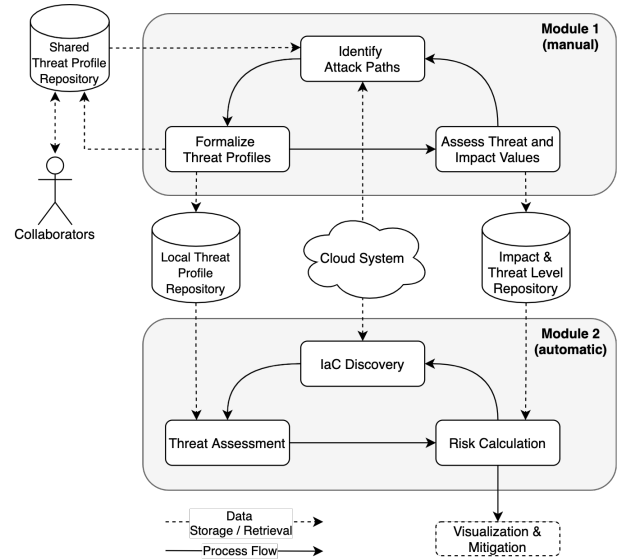 Shared
Threat Profile
Repository
Module 1
(manual)
Identify
Attack Paths
Formalize
Threat Profiles
Assess Threat and
Impact Values
Collaborators
Local Threat
Profile
Repository
Cloud System
Impact &
Threat Level
Repository
Module 2
(automatic)
IaC Discovery
Threat Assessment
Risk Calculation
Data
Storage / Retrieval
Process Flow
Visualization &
Mitigation